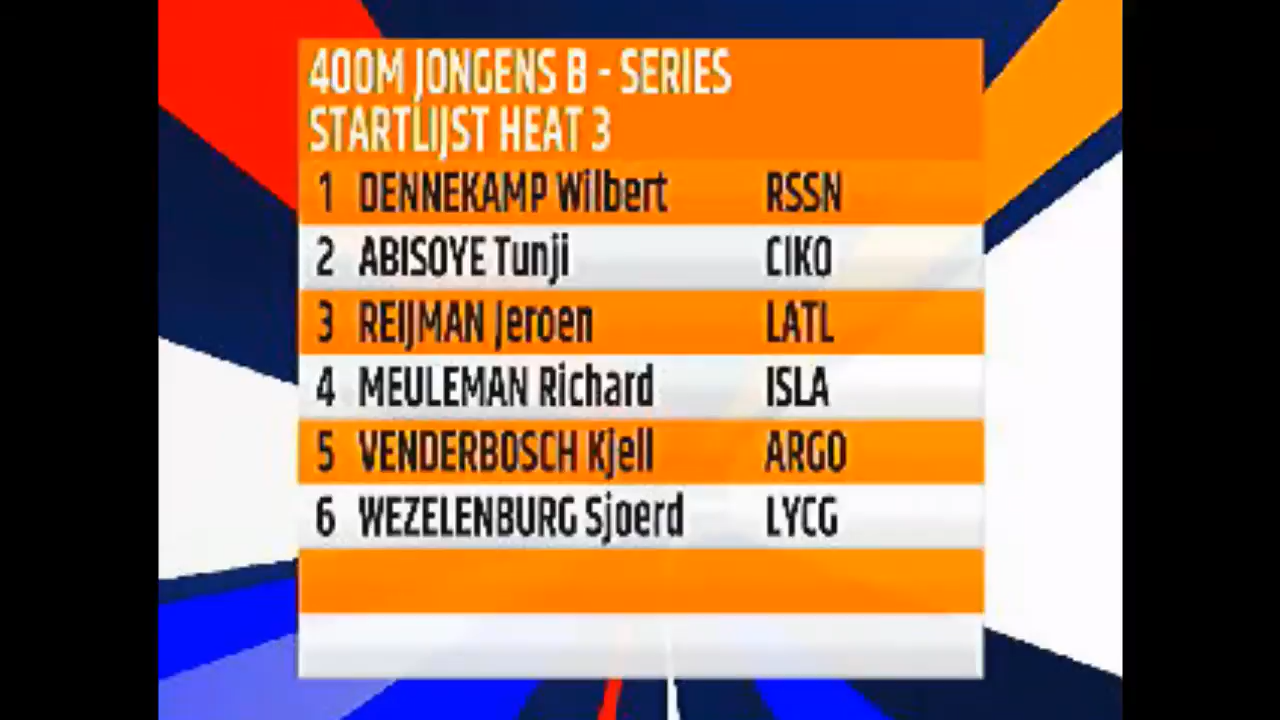 400M JONGENS B - SERIES
STARTLIJST HEAT 3
1 DENNEKAMP Wilbert RSSN
2 ABISOYE Tunji CIKO
3 REIJMAN Jeroen LATL
4 MEULEMAN Richard ISLA
5 VENDERBOSCH Kjell ARGO
6 WEZELENBURG Sjoerd LYCG